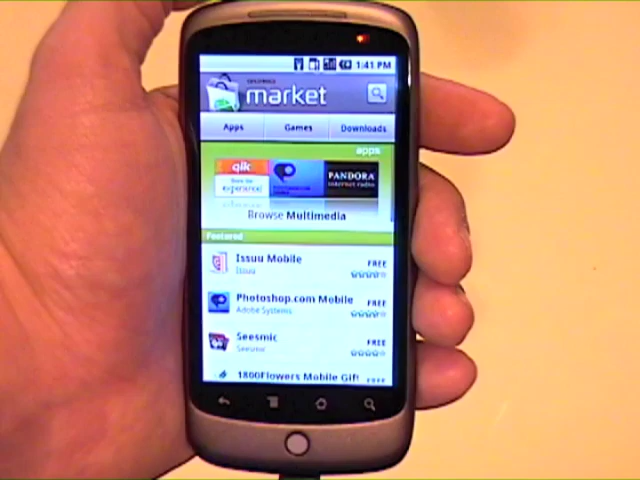 1:41 PM
market
Apps Games Downloads
apps
qik
PANDORA
internet radio
Browse Multimedia
Featured
Issuu Mobile FREE
Issuu
Photoshop.com Mobile FREE
Adobe Systems
Seesmic FREE
Seesmic
1800Flowers Mobile Gift FREE